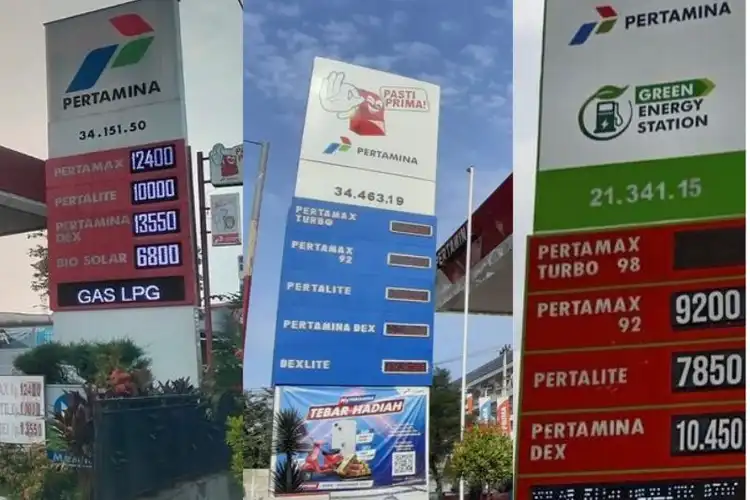 PERTAMINA
34.151.50
PERTAMAX 12400
PERTALITE 10000
PERTAMINA DEX 13550
BIO SOLAR 6800
GAS LPG
12400
PASTI PRIMA!
PERTAMINA
34.463.19
PERTAMAX TURBO
PERTAMAX 92
PERTALITE
PERTAMINA DEX
DEXLITE
TEBAR HADIAH
PERTAMINA
PERTAMINA
GREEN ENERGY STATION
21.341.15
PERTAMAX TURBO 98
PERTAMAX 92 9200
PERTALITE 7850
PERTAMINA DEX 10.450